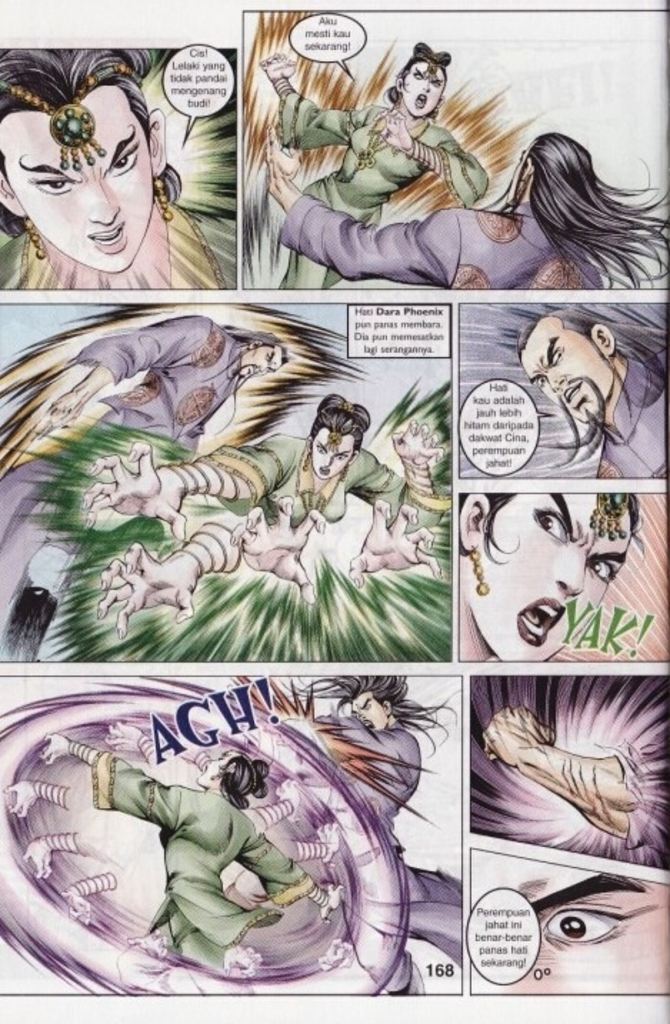 Cis!
Lelaki yang
tidak pandai
mengenang
budi!
Aku
mesti kau
sekarang!
Hati Dara Phoenix
pun panas membara.
Dia pun memesatkan
lagi serangannya.
Hati
kau adalah
jauh lebih
hitam daripada
dakwat Cina,
perempuan
jahat!
YAK!
AGH!
168
Perempuan
jahat ini
benar-benar
panas hati
sekarang!